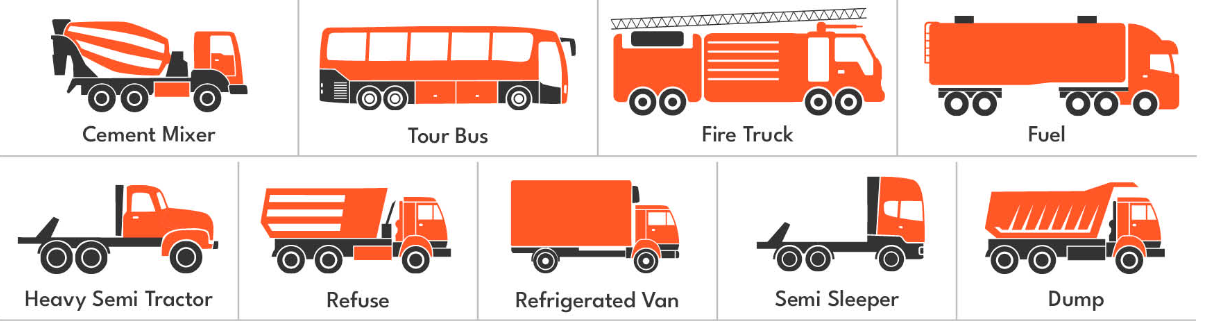 Cement Mixer
Tour Bus
Fire Truck
Fuel
Heavy Semi Tractor
Refuse
Refrigerated Van
Semi Sleeper
Dump